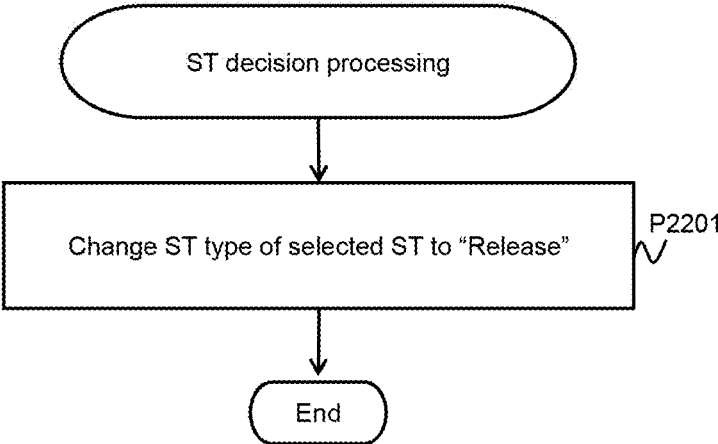 ST decision processing
Change ST type of selected ST to “Release”
P2201
End